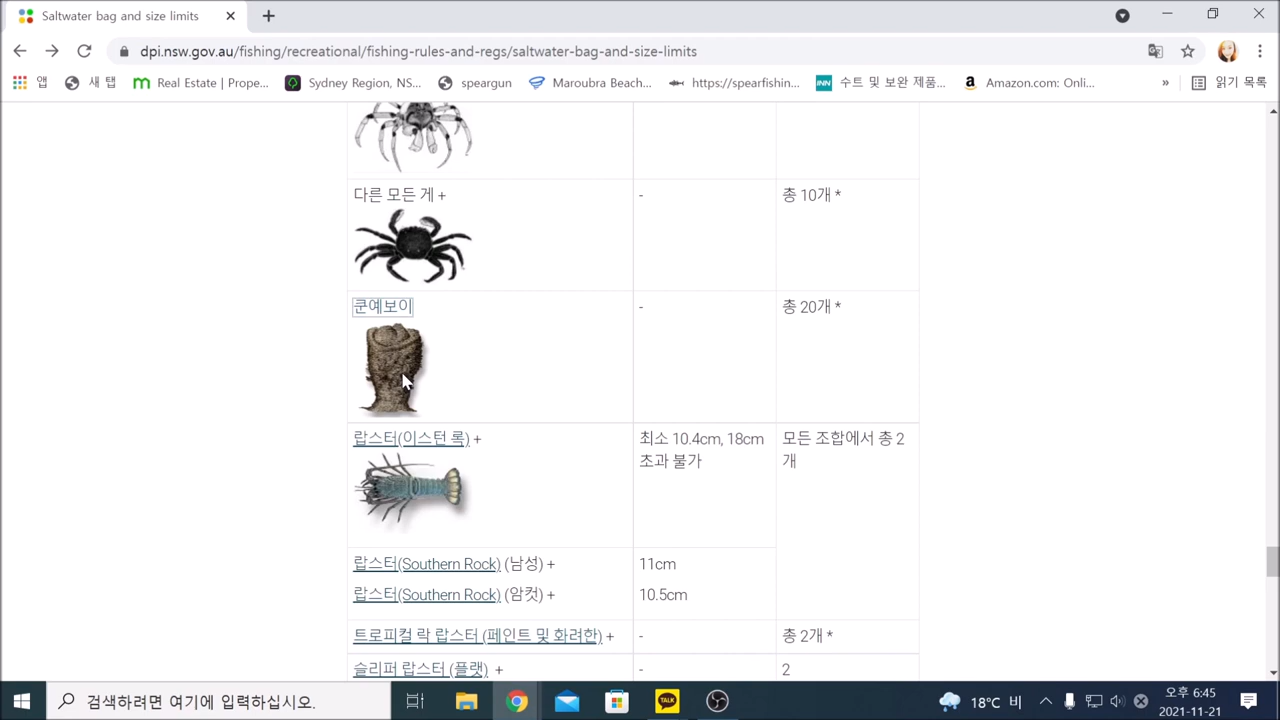 Saltwater bag and size limits
dpi.nsw.gov.au/fishing/recreational/fishing-rules-and-regs/saltwater-bag-and-size-limits
앱 새 탭 Real Estate | Prope... Sydney Region, NS... speargun Maroubra Beach... https://spearfishin... INN 수트 및 보완 제품... Amazon.com: Onli... » 읽기 목록
다른 모든 게 + - 총 10개 *
쿤예보이 - 총 20개 *
랍스터(이스턴 록) + 최소 10.4cm, 18cm 모든 조합에서 총 2
초과 불가 개
랍스터(Southern Rock) (남성) + 11cm
랍스터(Southern Rock) (암컷) + 10.5cm
트로피컬 락 랍스터 (페인트 및 화려한) + - 총 2개 *
슬리퍼 랍스터 (플랫) + - 2
검색하려면 여기에 입력하십시오. TALK 18°C 비 오후 6:45
2021-11-21